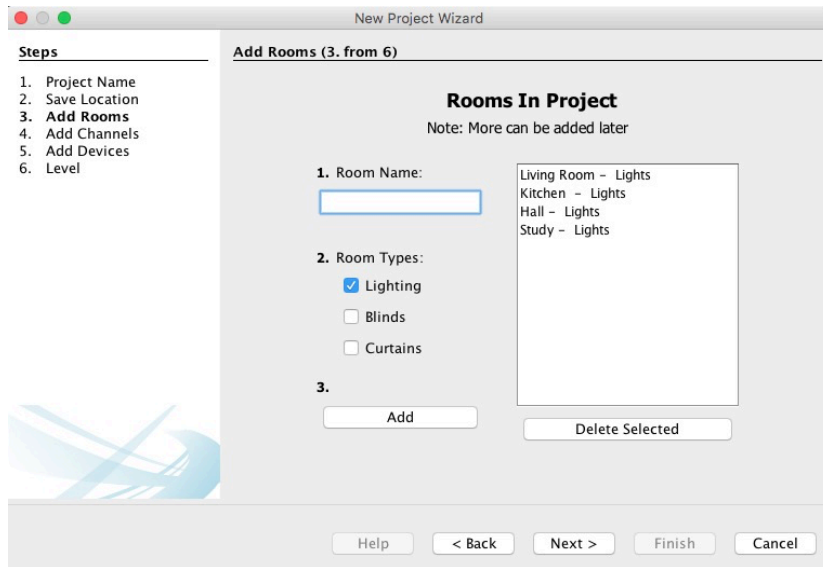 New Project Wizard
Steps
1. Project Name
2. Save Location
3. Add Rooms
4. Add Channels
5. Add Devices
6. Level
Add Rooms (3. from 6)
Rooms In Project
Note: More can be added later
1. Room Name:
2. Room Types:
Lighting
Blinds
Curtains
3.
Add
Living Room – Lights
Kitchen – Lights
Hall – Lights
Study – Lights
Delete Selected
Help
< Back
Next >
Finish
Cancel